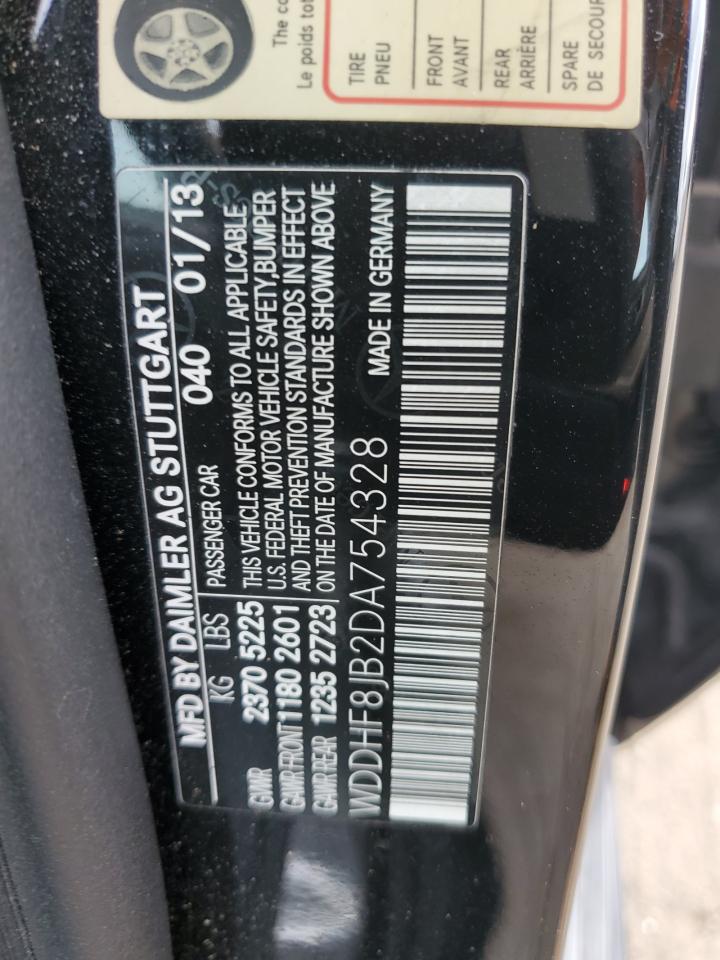 The co
Le poids tot
TIRE
PNEU
FRONT
AVANT
REAR
ARRIÈRE
SPARE
DE SECOUR
MFD BY DAIMLER AG STUTTGART
KG LBS PASSENGER CAR 040 01/13
GVWR 2370 5225 THIS VEHICLE CONFORMS TO ALL APPLICABLE
U.S. FEDERAL MOTOR VEHICLE SAFETY,BUMPER
GAWR-FRONT 1180 2601 AND THEFT PREVENTION STANDARDS IN EFFECT
GAWR-REAR 1235 2723 ON THE DATE OF MANUFACTURE SHOWN ABOVE
WDDHF8JB2DA754328 MADE IN GERMANY